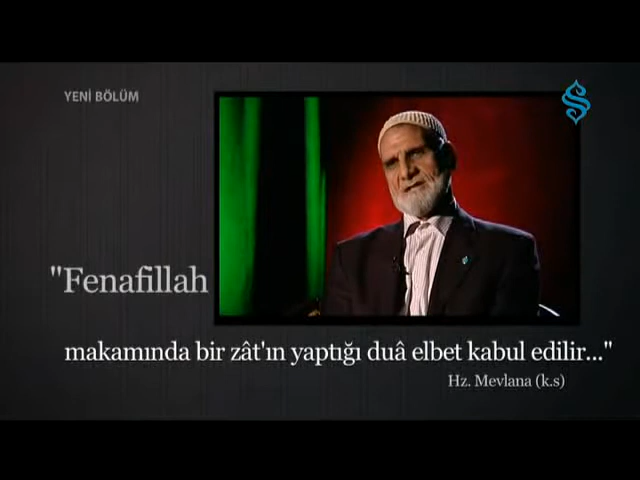 YENİ BÖLÜM
"Fenafillah
makamında bir zât'ın yaptığı duâ elbet kabul edilir..."
Hz. Mevlana (k.s)